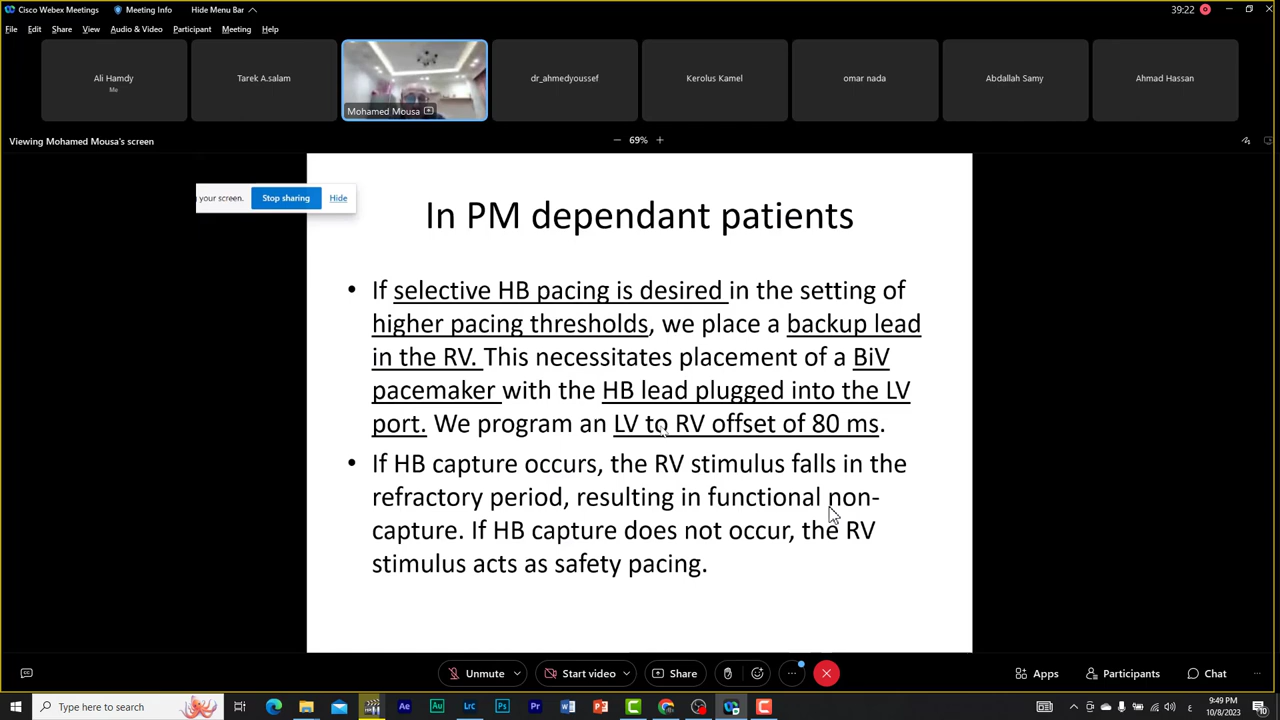 Cisco Webex Meetings Meeting Info Hide Menu Bar 39:22
File Edit Share View Audio & Video Participant Meeting Help
Ali Hamdy
Me
Tarek A.salam
Mohamed Mousa
dr_ahmedyoussef
Kerolus Kamel
omar nada
Abdallah Samy
Ahmad Hassan
Viewing Mohamed Mousa's screen
69%
your screen. Stop sharing Hide
In PM dependant patients
• If selective HB pacing is desired in the setting of
higher pacing thresholds, we place a backup lead
in the RV. This necessitates placement of a BiV
pacemaker with the HB lead plugged into the LV
port. We program an LV to RV offset of 80 ms.
• If HB capture occurs, the RV stimulus falls in the
refractory period, resulting in functional non-
capture. If HB capture does not occur, the RV
stimulus acts as safety pacing.
Unmute Start video Share Apps Participants Chat
Type here to search
Ae Au Lrc Ps Pr
9:49 PM
10/8/2023